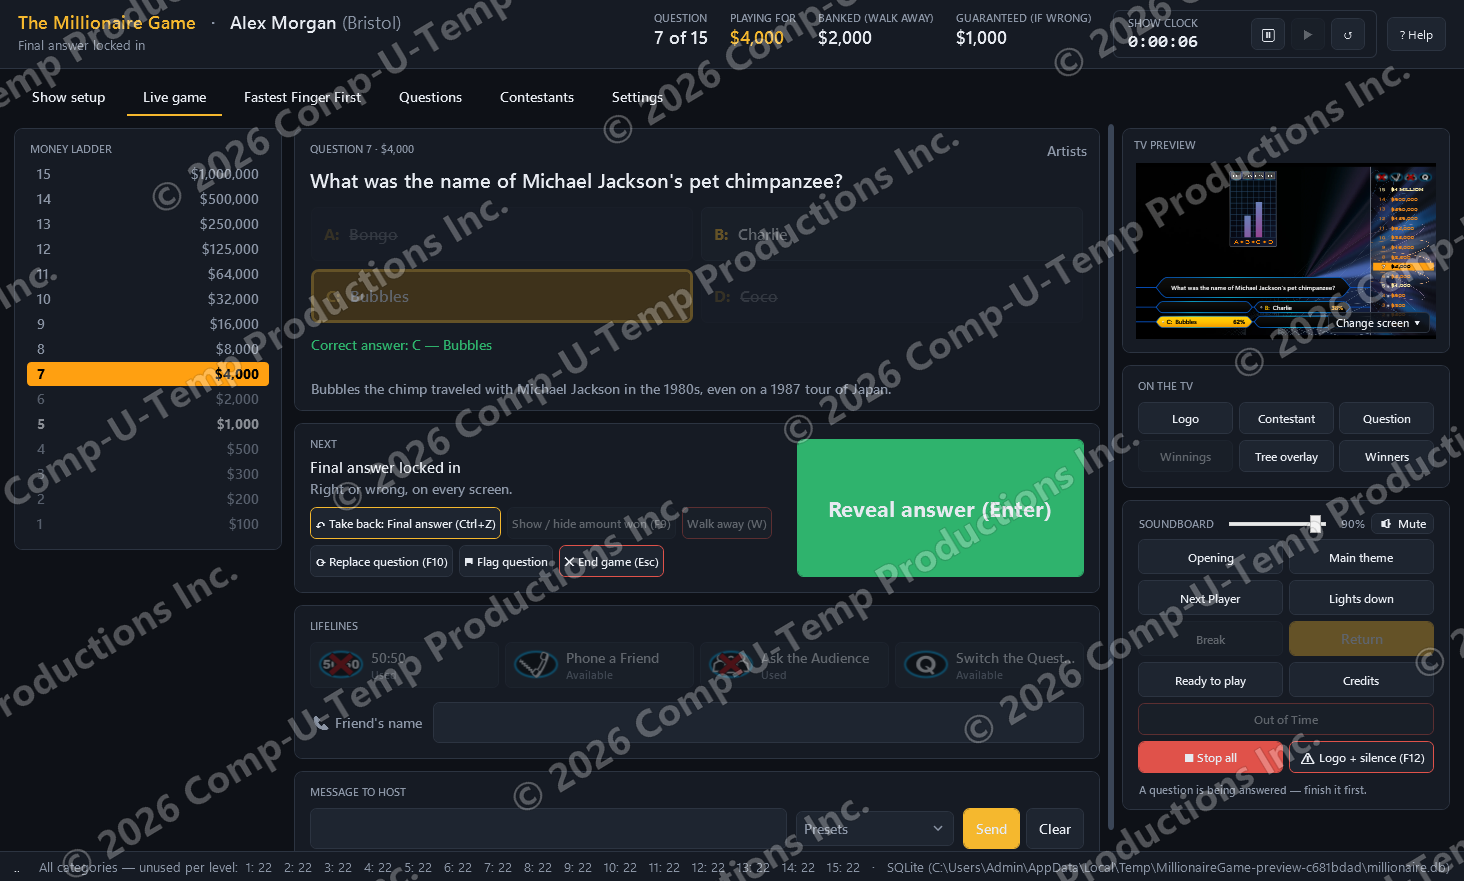 The Millionaire Game · Alex Morgan (Bristol)
Final answer locked in
QUESTION
7 of 15
PLAYING FOR
$4,000
BANKED (WALK AWAY)
$2,000
GUARANTEED (IF WRONG)
$1,000
SHOW CLOCK
0:00:06
? Help
Show setup
Live game
Fastest Finger First
Questions
Contestants
Settings
MONEY LADDER
15 $1,000,000
14 $500,000
13 $250,000
12 $125,000
11 $64,000
10 $32,000
9 $16,000
8 $8,000
7 $4,000
6 $2,000
5 $1,000
4 $500
3 $300
2 $200
1 $100
QUESTION 7 · $4,000
Artists
What was the name of Michael Jackson's pet chimpanzee?
A: Bongo
B: Charlie
C: Bubbles
D: Coco
Correct answer: C — Bubbles
Bubbles the chimp traveled with Michael Jackson in the 1980s, even on a 1987 tour of Japan.
NEXT
Final answer locked in
Right or wrong, on every screen.
Take back: Final answer (Ctrl+Z)
Show / hide amount won (F9)
Walk away (W)
Replace question (F10)
Flag question
End game (Esc)
Reveal answer (Enter)
LIFELINES
50:50
Used
Phone a Friend
Available
Ask the Audience
Used
Switch the Quest...
Available
Friend's name
MESSAGE TO HOST
Presets
Send
Clear
TV PREVIEW
What was the name of Michael Jackson's pet chimpanzee?
B: Charlie 38%
C: Bubbles 62%
Change screen
ON THE TV
Logo
Contestant
Question
Winnings
Tree overlay
Winners
SOUNDBOARD
90%
Mute
Opening
Main theme
Next Player
Lights down
Break
Return
Ready to play
Credits
Out of Time
Stop all
Logo + silence (F12)
A question is being answered — finish it first.
.. All categories — unused per level: 1: 22 2: 22 3: 22 4: 22 5: 22 6: 22 7: 22 8: 22 9: 22 10: 22 11: 22 12: 22 13: 22 14: 22 15: 22 · SQLite (C:\Users\Admin\AppData\Local\Temp\MillionaireGame-preview-c681bdad\millionaire.db)
© 2026 Comp-U-Temp Productions Inc.